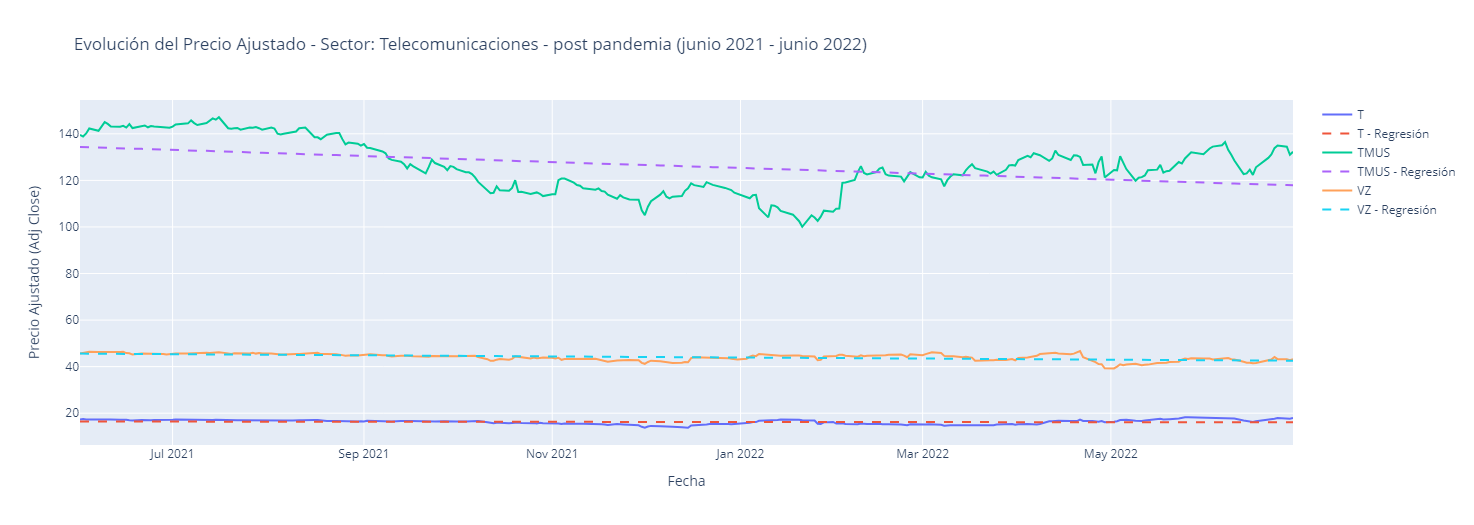 Evolución del Precio Ajustado - Sector: Telecomunicaciones - post pandemia (junio 2021 - junio 2022)
Precio Ajustado (Adj Close)
140
120
100
80
60
40
20
Jul 2021
Sep 2021
Nov 2021
Jan 2022
Mar 2022
May 2022
Fecha
T
T - Regresión
TMUS
TMUS - Regresión
VZ
VZ - Regresión